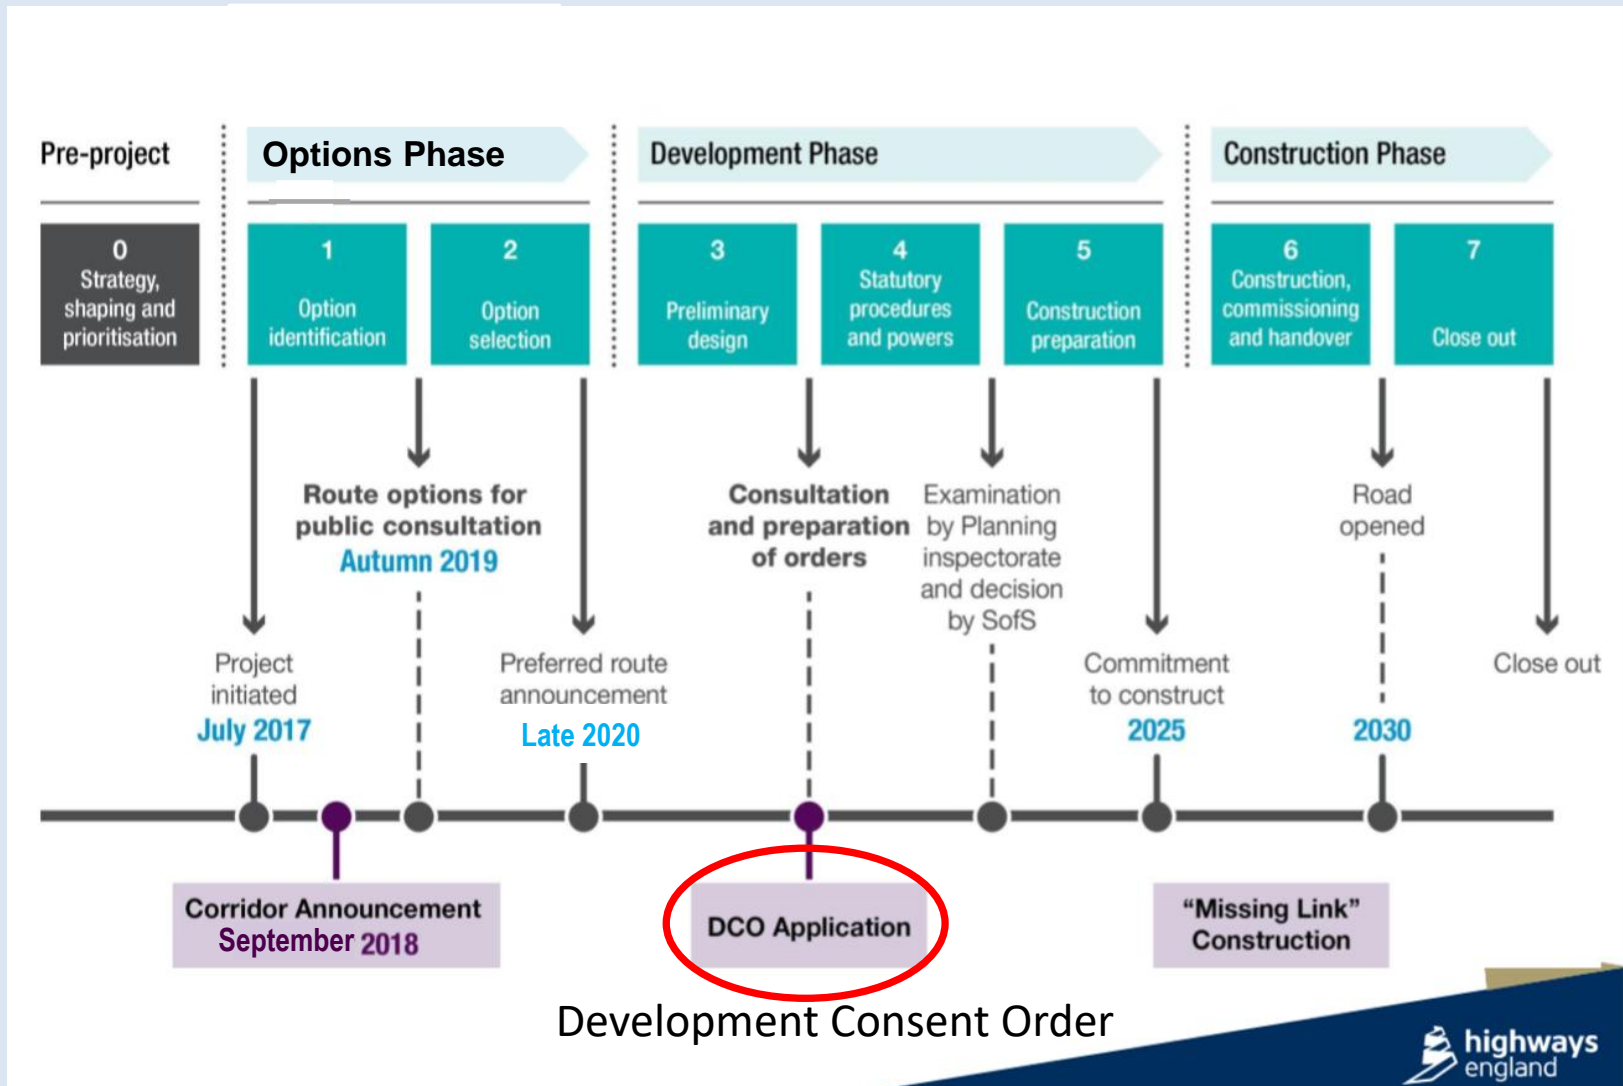 Pre-project
Options Phase
Development Phase
Construction Phase
0
Strategy,
shaping and
prioritisation
1
Option
identification
2
Option
selection
3
Preliminary
design
4
Statutory
procedures
and powers
5
Construction
preparation
6
Construction,
commissioning
and handover
7
Close out
Route options for
public consultation
Autumn 2019
Consultation
and preparation
of orders
Examination
by Planning
inspectorate
and decision
by SofS
Road
opened
Project
initiated
July 2017
Preferred route
announcement
Late 2020
Commitment
to construct
2025
2030
Close out
Corridor Announcement
September 2018
DCO Application
"Missing Link"
Construction
Development Consent Order
highways
england